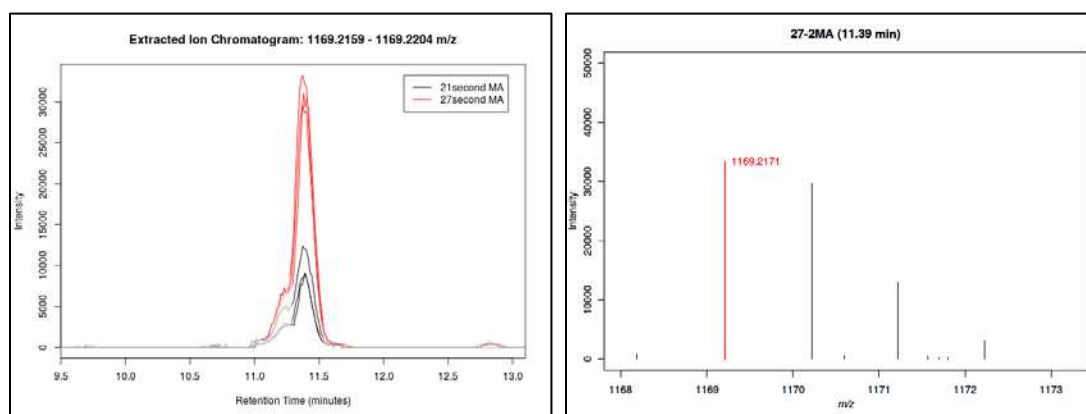 Extracted Ion Chromatogram: 1169.2159 - 1169.2204 m/z
21second MA
27second MA
Intensity
30000
25000
20000
15000
10000
5000
0
9.5 10.0 10.5 11.0 11.5 12.0 12.5 13.0
Retention Time (minutes)
27-2MA (11.39 min)
1169.2171
Intensity
50000
40000
30000
20000
10000
0
1168 1169 1170 1171 1172 1173
m/z